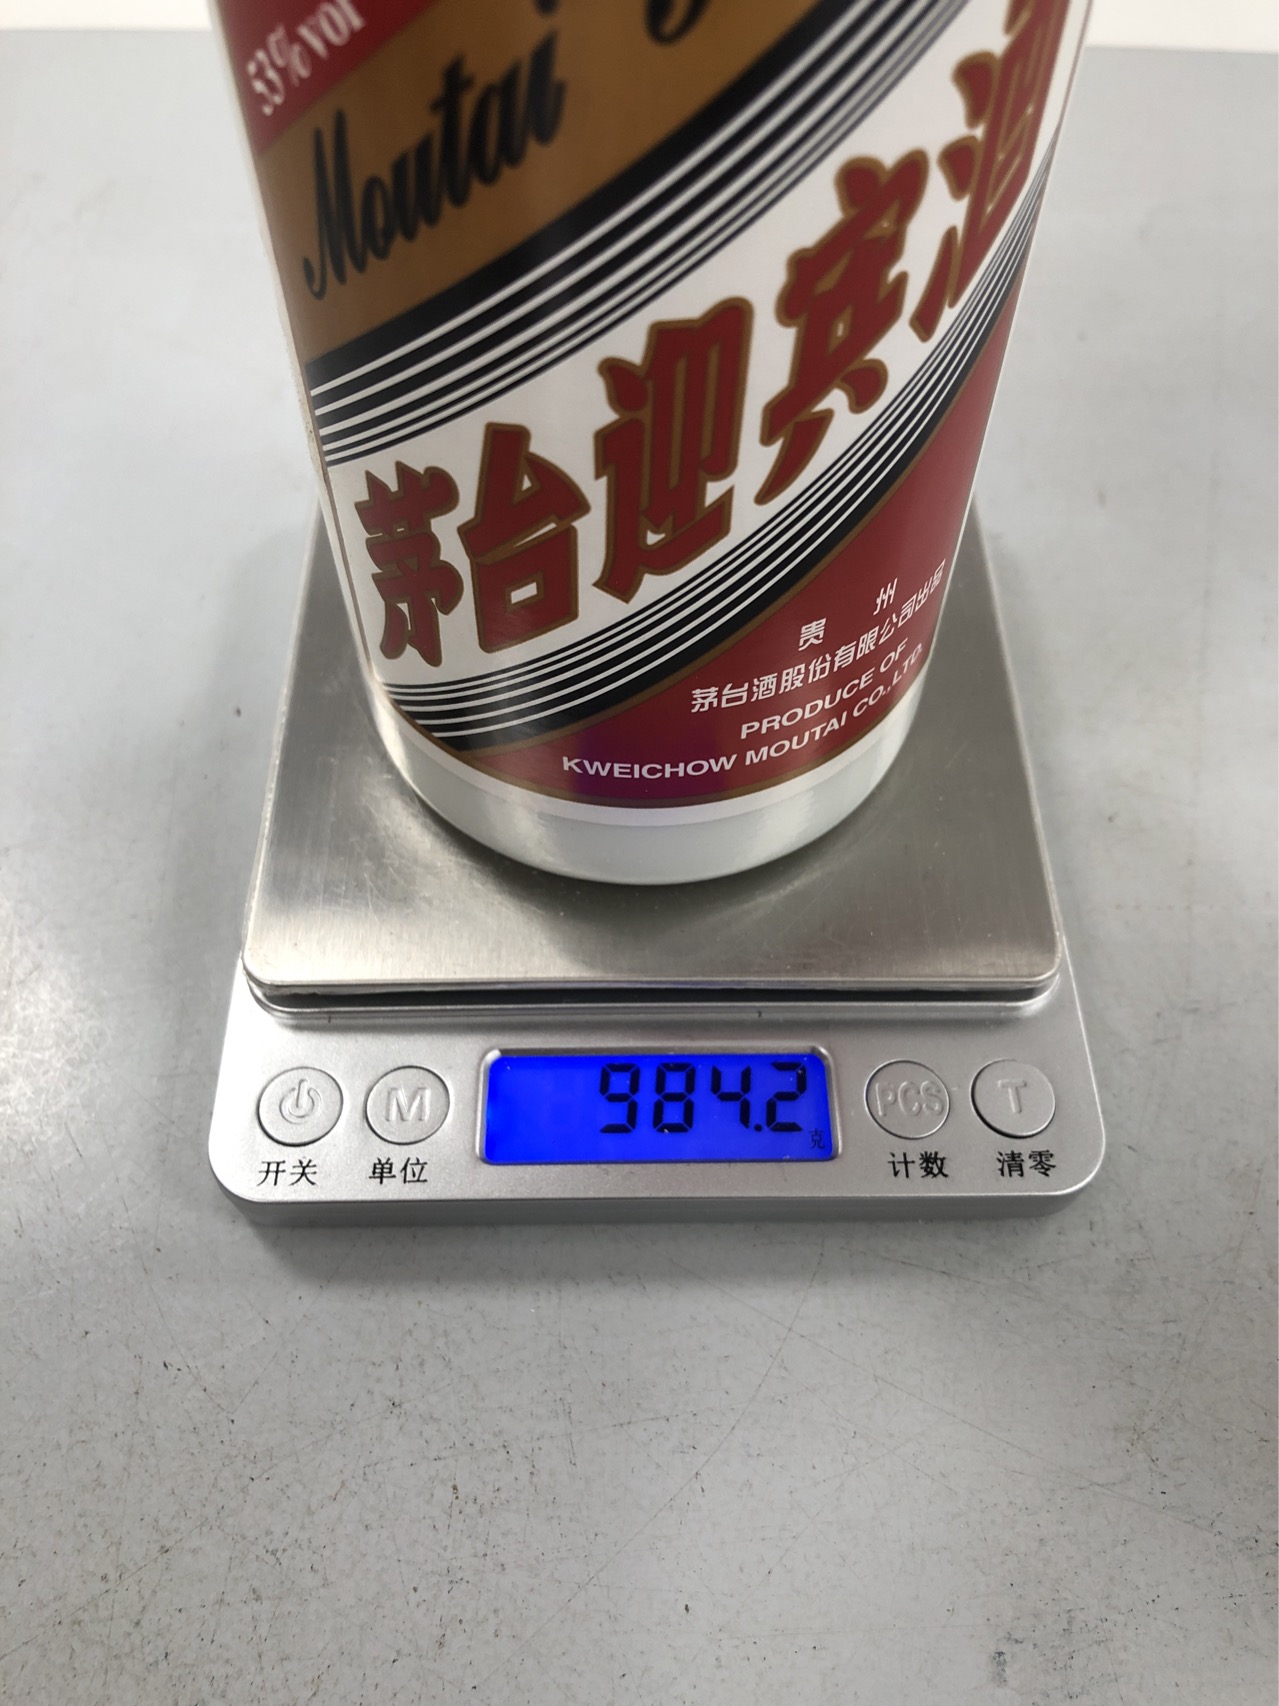 53%vol
Moutai
茅台迎宾酒
贵州
茅台酒股份有限公司出品
PRODUCE OF
KWEICHOW MOUTAI CO.,LTD.
984.2
克
M
PCS
T
开关
单位
计数
清零